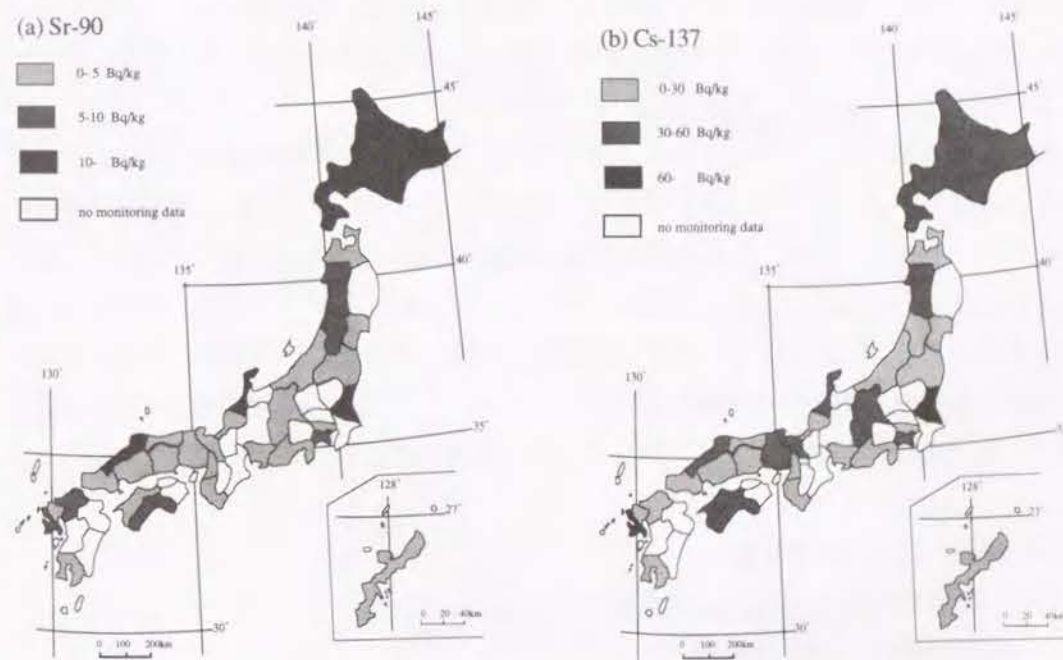 (a) Sr-90
0- 5 Bq/kg
5-10 Bq/kg
10- Bq/kg
no monitoring data
140°
145°
45°
40°
135°
130°
35°
128°
27°
0 20 40km
30°
0 100 200km
(b) Cs-137
0-30 Bq/kg
30-60 Bq/kg
60- Bq/kg
no monitoring data
140°
145°
45°
40°
135°
130°
128°
27°
0 20 40km
30°
0 100 200km